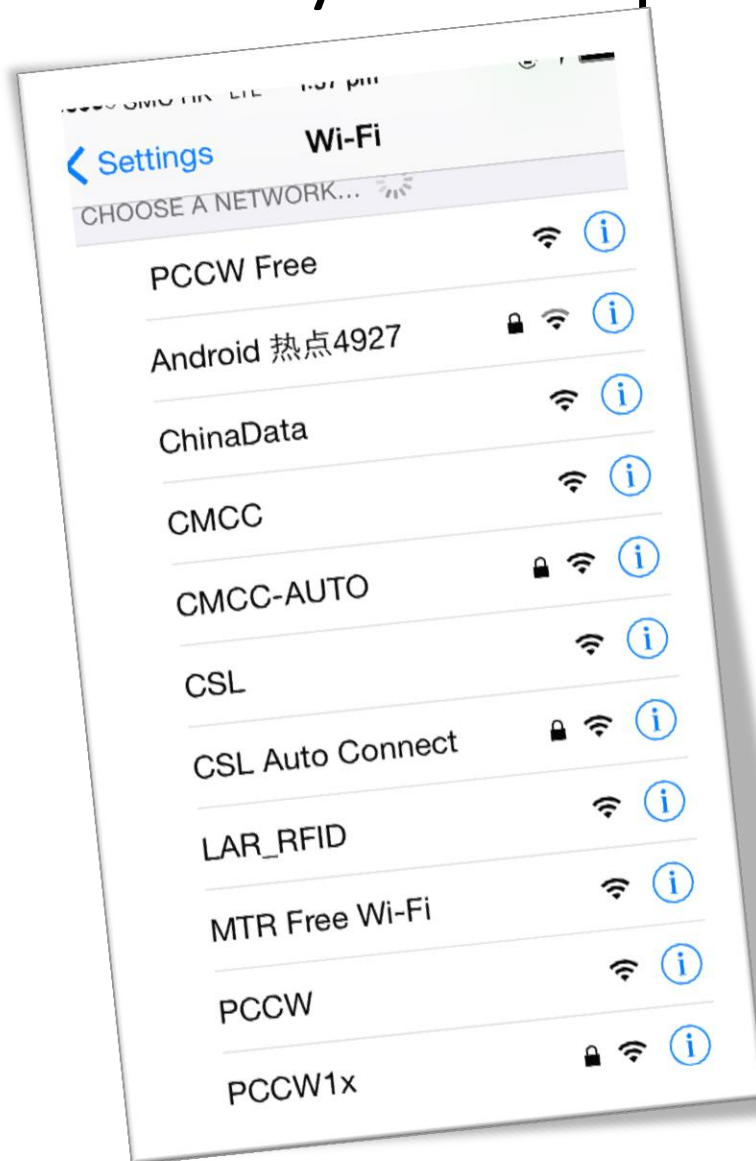 Settings
Wi-Fi
CHOOSE A NETWORK...
PCCW Free
Android 热点4927
ChinaData
CMCC
CMCC-AUTO
CSL
CSL Auto Connect
LAR_RFID
MTR Free Wi-Fi
PCCW
PCCW1x